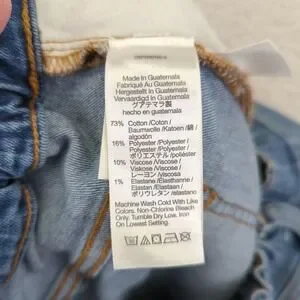 Made In Guatemala
Fabriqué Au Guatemala
Hergestellt In Guatemala
Vervaardigd In Guatemala
グアテマラ製
hecho en guatemala
73% Cotton /Coton /
Baumwolle /Katoen /綿 /
algodón
16% Polyester /Polyester /
Polyester /Polyester /
ポリエステル /poliéster
10% Viscose /Viscose /
Viskose /Viscose /
レーヨン /viscosa
1% Elastane /Elasthanne /
Elastan /Elastaan /
ポリウレタン /elastano
Machine Wash Cold With Like
Colors. Non-Chlorine Bleach
Only. Tumble Dry Low. Iron
On Lowest Setting.